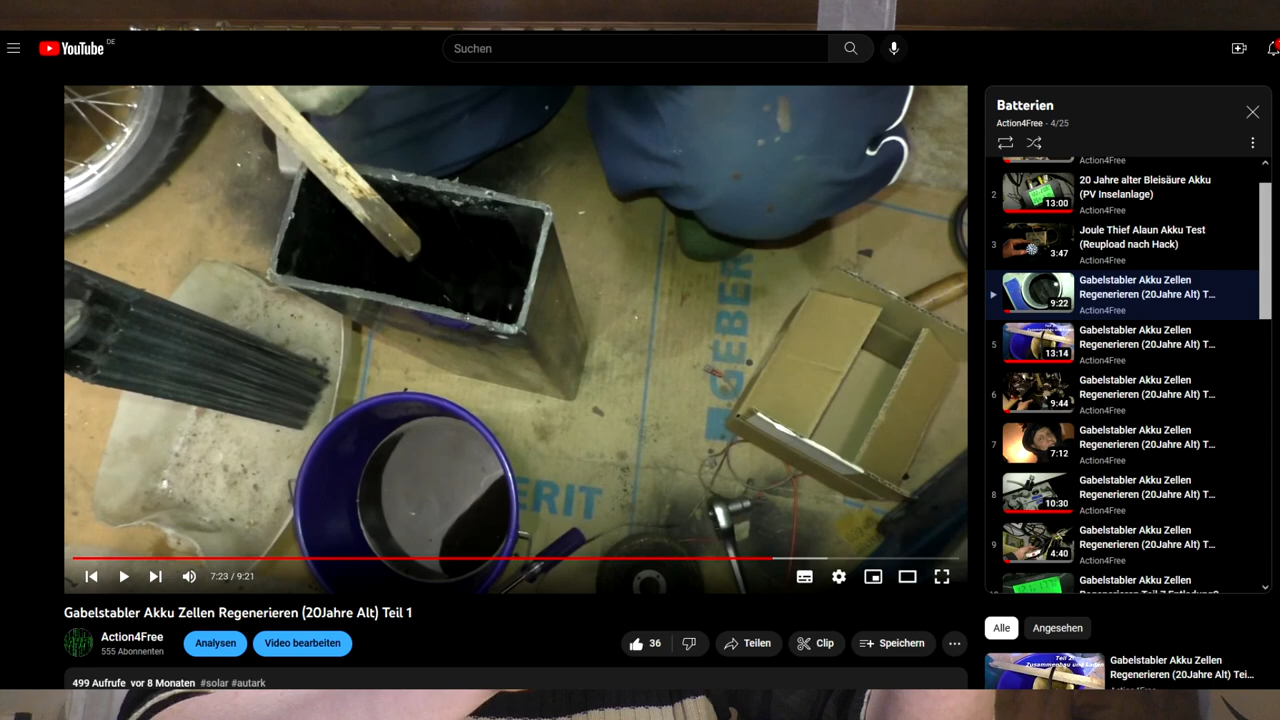 YouTube DE
Suchen
GEBERIT
ERIT
7:23 / 9:21
Gabelstabler Akku Zellen Regenerieren (20Jahre Alt) Teil 1
Action4Free
555 Abonnenten
Analysen
Video bearbeiten
36
Teilen
Clip
Speichern
499 Aufrufe vor 8 Monaten #solar #autark
Batterien
Action4Free - 4/25
Action4Free
2
13:00
20 Jahre alter Bleisäure Akku
(PV Inselanlage)
Action4Free
3
3:47
Joule Thief Alaun Akku Test
(Reupload nach Hack)
Action4Free
9:22
Gabelstabler Akku Zellen
Regenerieren (20Jahre Alt) T...
Action4Free
5
13:14
Gabelstabler Akku Zellen
Regenerieren (20Jahre Alt) T...
Action4Free
6
9:44
Gabelstabler Akku Zellen
Regenerieren (20Jahre Alt) T...
Action4Free
7
7:12
Gabelstabler Akku Zellen
Regenerieren (20Jahre Alt) T...
Action4Free
8
10:30
Gabelstabler Akku Zellen
Regenerieren (20Jahre Alt) T...
Action4Free
9
4:40
Gabelstabler Akku Zellen
Regenerieren (20Jahre Alt) T...
Action4Free
Gabelstabler Akku Zellen
Alle
Angesehen
Teil 2:
Zusammenbau und Laden
Gabelstabler Akku Zellen
Regenerieren (20Jahre Alt) Tei...